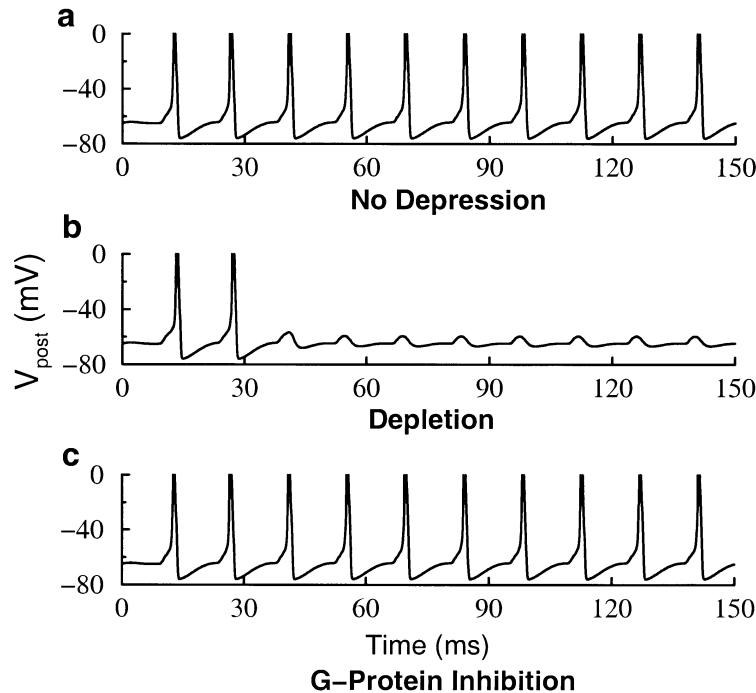 a
0
−40
−80
0 30 60 90 120 150
No Depression
b
0
−40
−80
0 30 60 90 120 150
Depletion
V_post (mV)
c
0
−40
−80
0 30 60 90 120 150
Time (ms)
G−Protein Inhibition